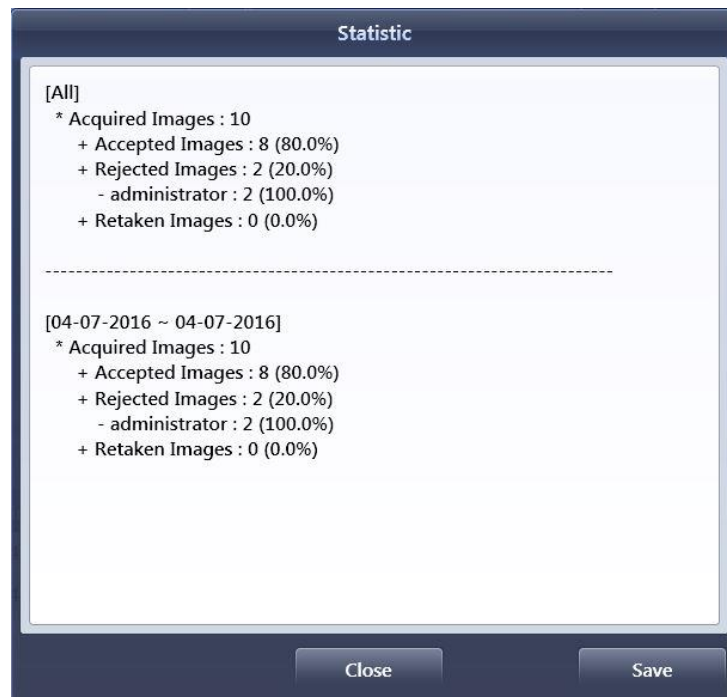 Statistic
[All]
* Acquired Images : 10
+ Accepted Images : 8 (80.0%)
+ Rejected Images : 2 (20.0%)
- administrator : 2 (100.0%)
+ Retaken Images : 0 (0.0%)
--------------------------------------------------------------------------
[04-07-2016 ~ 04-07-2016]
* Acquired Images : 10
+ Accepted Images : 8 (80.0%)
+ Rejected Images : 2 (20.0%)
- administrator : 2 (100.0%)
+ Retaken Images : 0 (0.0%)
Close Save